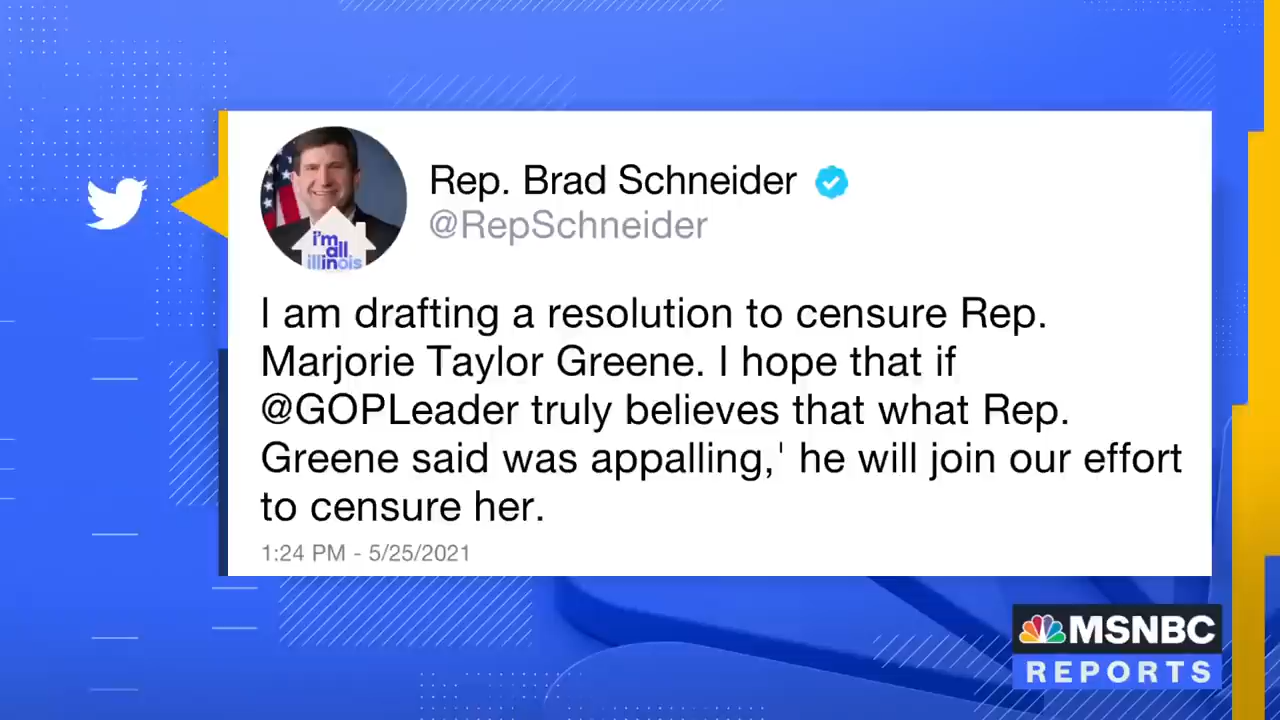 Rep. Brad Schneider
@RepSchneider
i'm
all
illinois
I am drafting a resolution to censure Rep.
Marjorie Taylor Greene. I hope that if
@GOPLeader truly believes that what Rep.
Greene said was appalling,' he will join our effort
to censure her.
1:24 PM - 5/25/2021
MSNBC
REPORTS